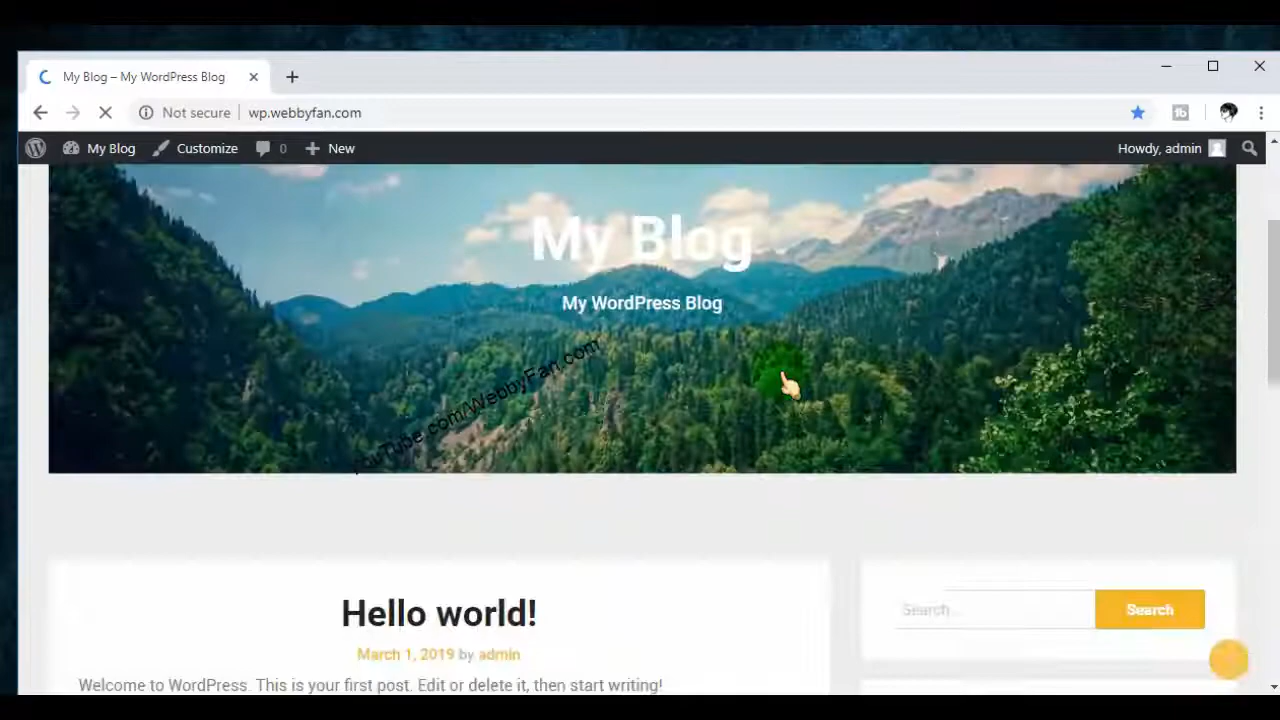 My Blog – My WordPress Blog
Not secure wp.webbyfan.com
My Blog Customize 0 New Howdy, admin
My Blog
My WordPress Blog
YouTube.com/WebbyFan.com
Hello world!
March 1, 2019 by admin
Welcome to WordPress. This is your first post. Edit or delete it, then start writing!
Search Search